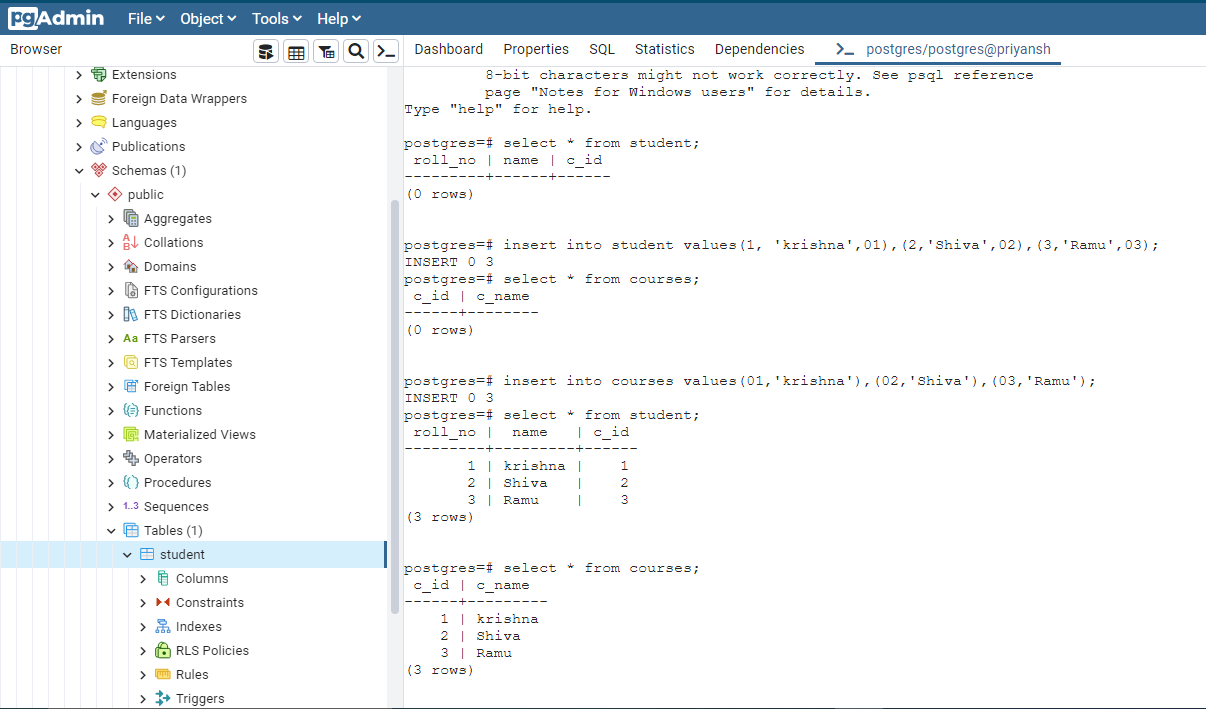 pgAdmin File Object Tools Help
Browser
Dashboard Properties SQL Statistics Dependencies postgres/postgres@priyansh
Extensions
Foreign Data Wrappers
Languages
Publications
Schemas (1)
public
Aggregates
Collations
Domains
FTS Configurations
FTS Dictionaries
Aa FTS Parsers
FTS Templates
Foreign Tables
Functions
Materialized Views
Operators
Procedures
1..3 Sequences
Tables (1)
student
Columns
Constraints
Indexes
RLS Policies
Rules
Triggers
8-bit characters might not work correctly. See psql reference
page "Notes for Windows users" for details.
Type "help" for help.
postgres=# select * from student;
roll_no | name | c_id
---------+------+------
(0 rows)
postgres=# insert into student values(1, 'krishna',01),(2,'Shiva',02),(3,'Ramu',03);
INSERT 0 3
postgres=# select * from courses;
c_id | c_name
------+--------
(0 rows)
postgres=# insert into courses values(01,'krishna'),(02,'Shiva'),(03,'Ramu');
INSERT 0 3
postgres=# select * from student;
roll_no | name | c_id
---------+---------+------
1 | krishna | 1
2 | Shiva | 2
3 | Ramu | 3
(3 rows)
postgres=# select * from courses;
c_id | c_name
------+---------
1 | krishna
2 | Shiva
3 | Ramu
(3 rows)